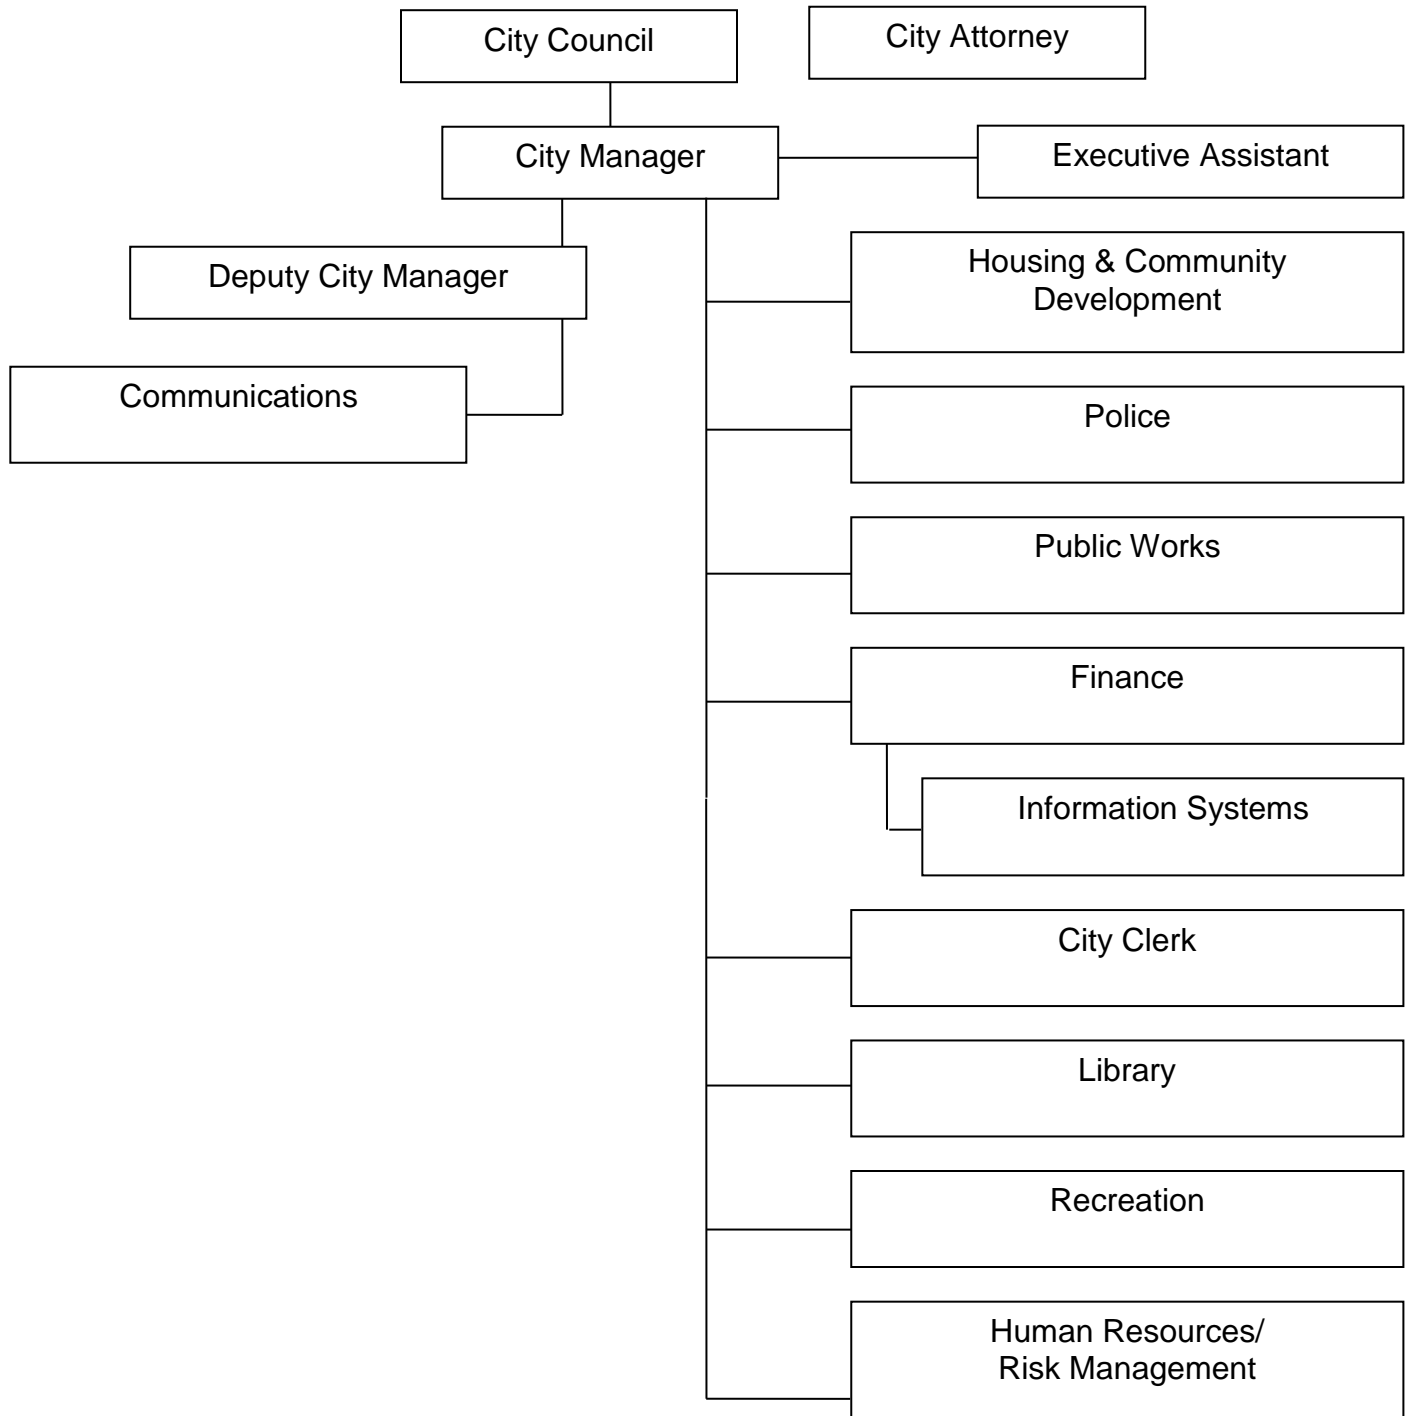 City Council
City Attorney
City Manager
Executive Assistant
Deputy City Manager
Communications
Housing & Community
Development
Police
Public Works
Finance
Information Systems
City Clerk
Library
Recreation
Human Resources/
Risk Management